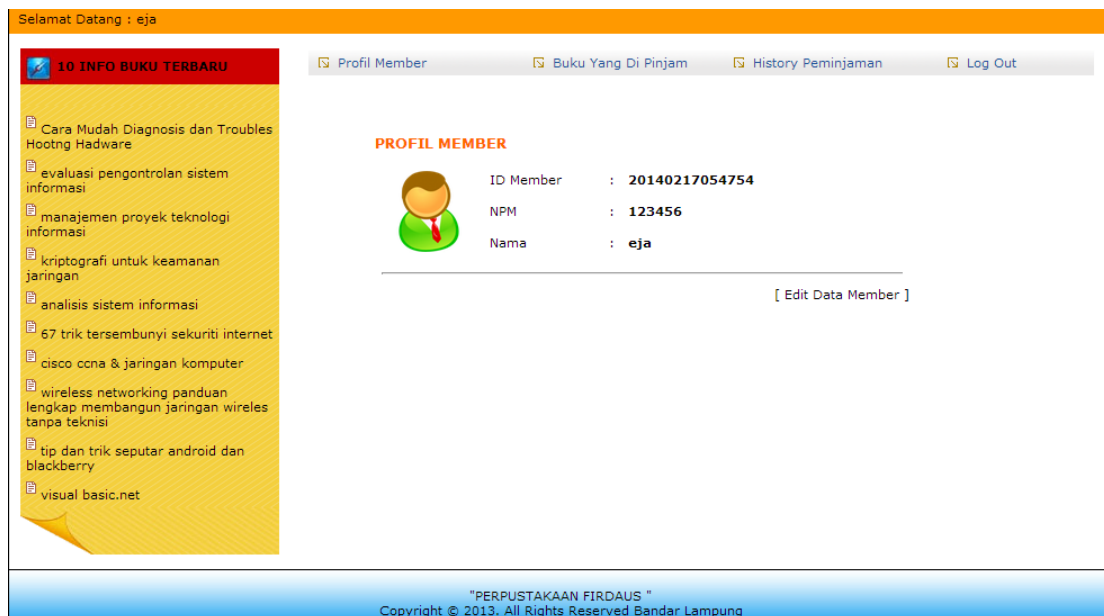 Selamat Datang : eja
10 INFO BUKU TERBARU
Cara Mudah Diagnosis dan Troubles
Hootng Hadware
evaluasi pengontrolan sistem
informasi
manajemen proyek teknologi
informasi
kriptografi untuk keamanan
jaringan
analisis sistem informasi
67 trik tersembunyi sekuriti internet
cisco ccna & jaringan komputer
wireless networking panduan
lengkap membangun jaringan wireles
tanpa teknisi
tip dan trik seputar android dan
blackberry
visual basic.net
Profil Member Buku Yang Di Pinjam History Peminjaman Log Out
PROFIL MEMBER
ID Member : 20140217054754
NPM : 123456
Nama : eja
[ Edit Data Member ]
"PERPUSTAKAAN FIRDAUS "
Copyright © 2013. All Rights Reserved Bandar Lampung